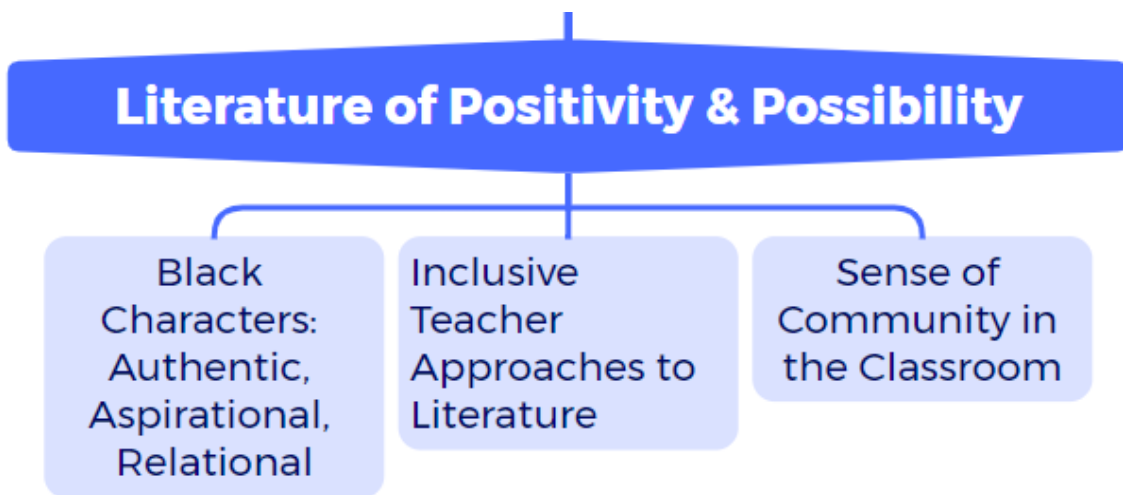 Literature of Positivity & Possibility
Black
Characters:
Authentic,
Aspirational,
Relational
Inclusive
Teacher
Approaches to
Literature
Sense of
Community in
the Classroom